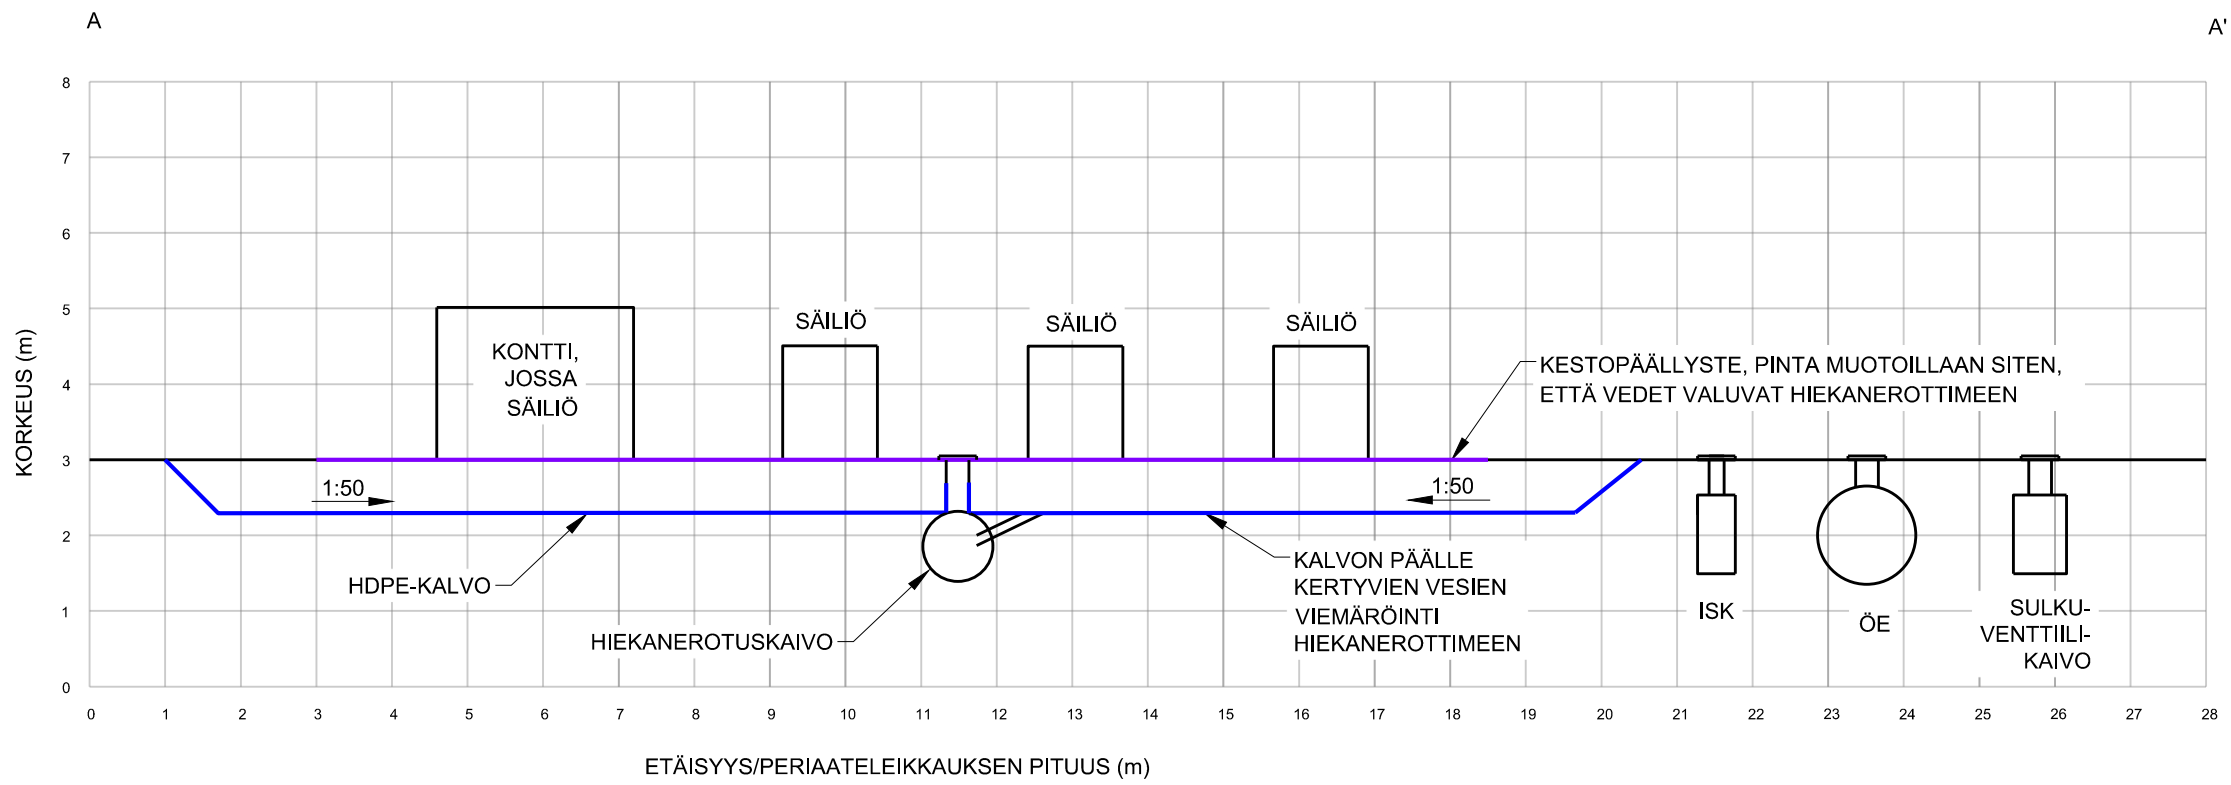 A
A'
8
7
6
5
4
3
2
1
0
KORKEUS (m)
KONTTI,
JOSSA
SÄILIÖ
SÄILIÖ
SÄILIÖ
SÄILIÖ
KESTOPÄÄLLYSTE, PINTA MUOTOILLAAN SITEN,
ETTÄ VEDET VALUVAT HIEKANEROTTIMEEN
1:50
1:50
HDPE-KALVO
HIEKANEROTUSKAIVO
KALVON PÄÄLLE
KERTYVIEN VESIEN
VIEMÄRÖINTI
HIEKANEROTTIMEEN
ISK
ÖE
SULKU-
VENTTIILI-
KAIVO
0 1 2 3 4 5 6 7 8 9 10 11 12 13 14 15 16 17 18 19 20 21 22 23 24 25 26 27 28
ETÄISYYS/PERIAATELEIKKAUKSEN PITUUS (m)